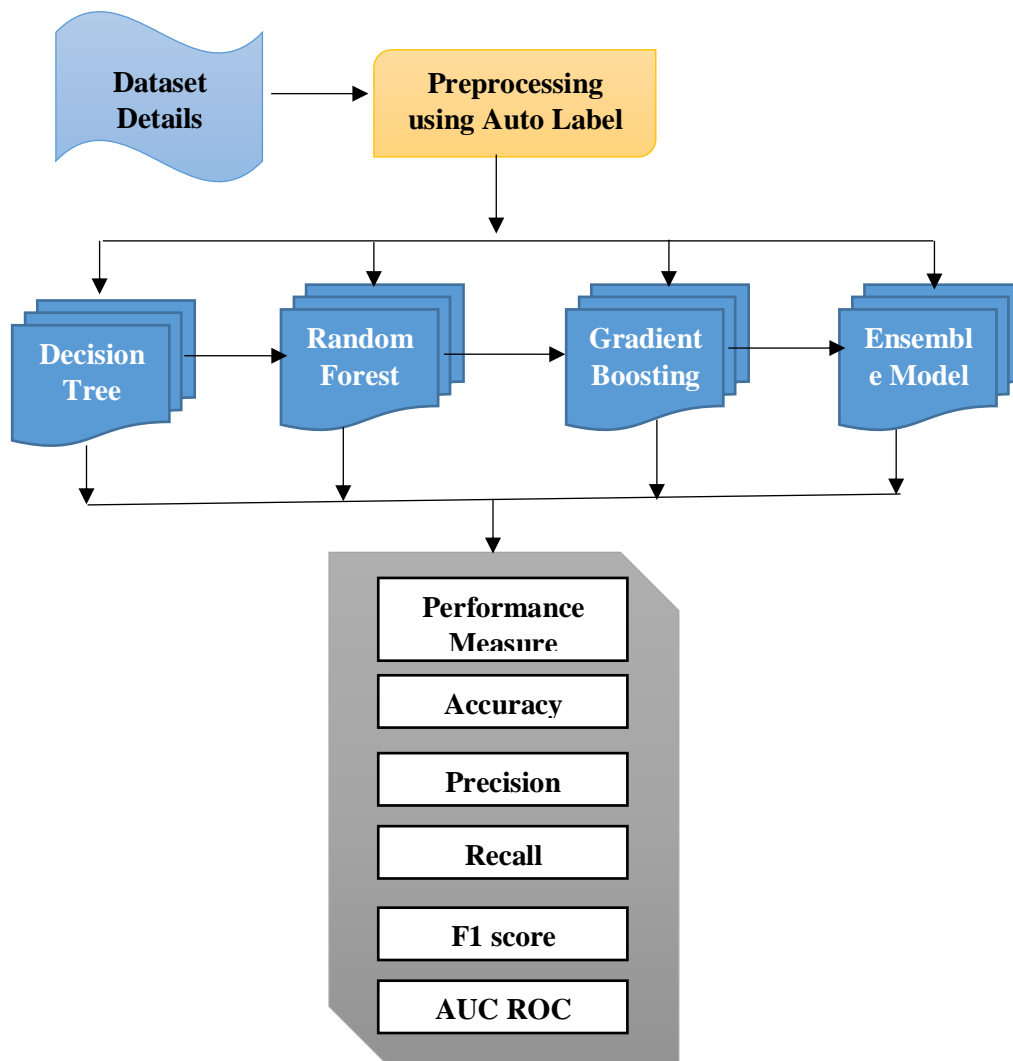 Dataset
Details
Preprocessing
using Auto Label
Decision
Tree
Random
Forest
Gradient
Boosting
Ensembl
e Model
Performance
Measure
Accuracy
Precision
Recall
F1 score
AUC ROC